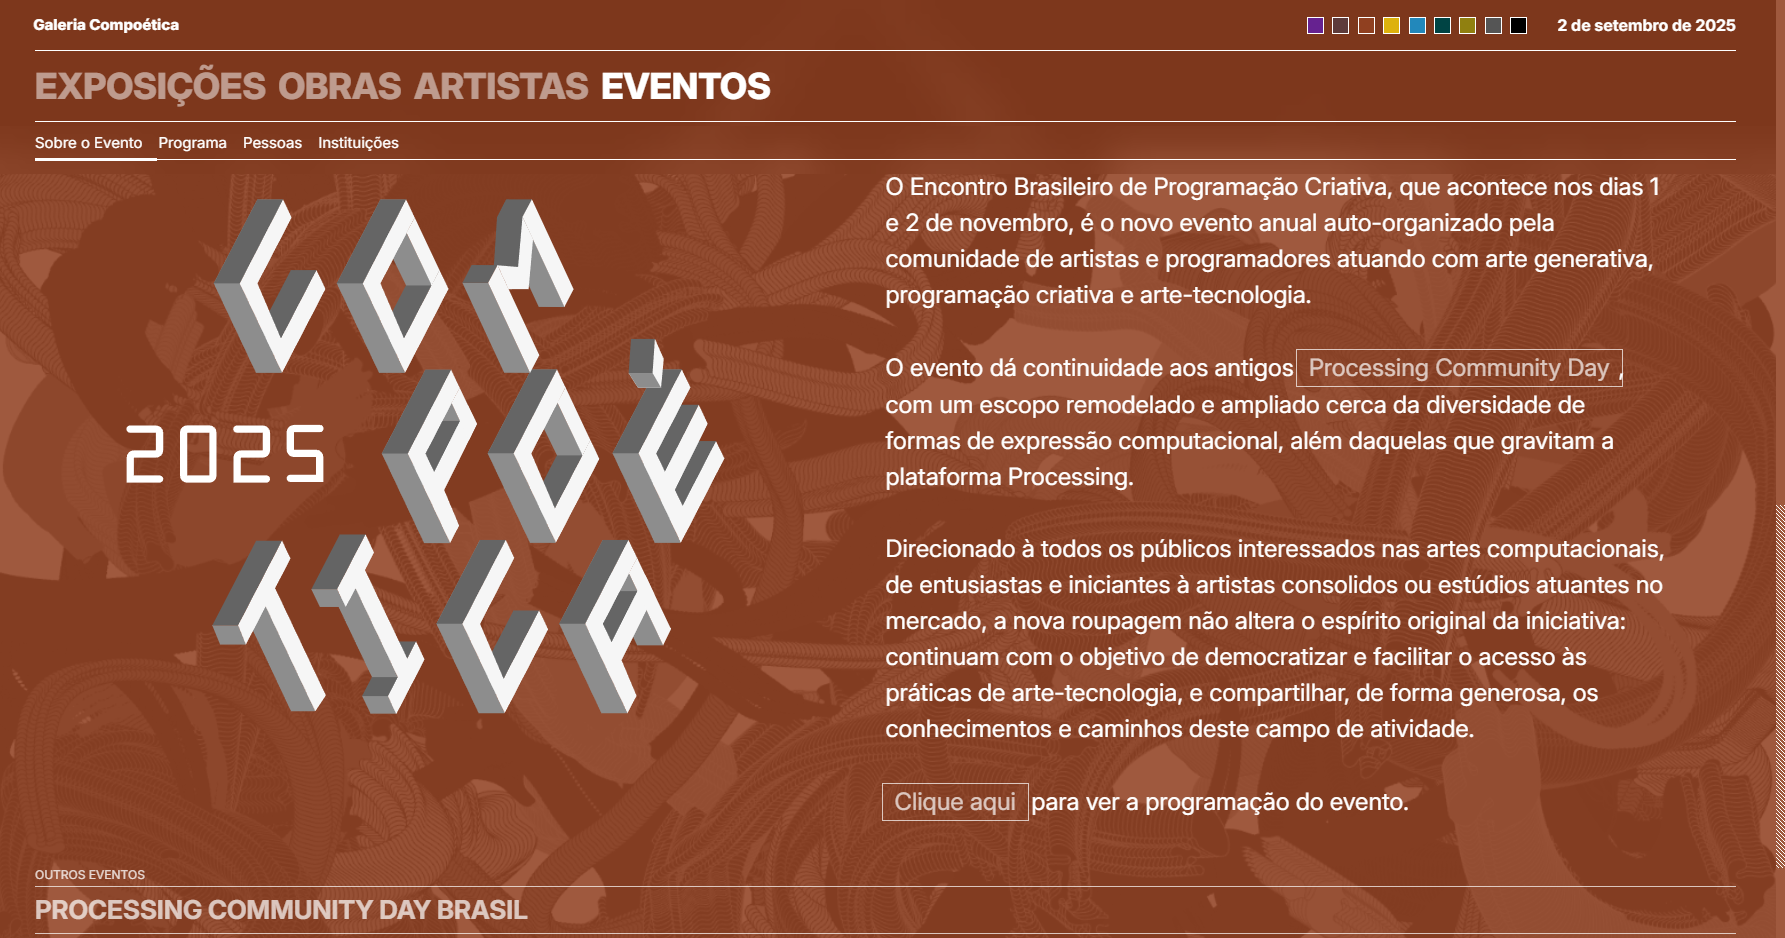 Galeria Compoética
2 de setembro de 2025
EXPOSIÇÕES OBRAS ARTISTAS EVENTOS
Sobre o Evento Programa Pessoas Instituições
COM
POÉ
2025
TICA
O Encontro Brasileiro de Programação Criativa, que acontece nos dias 1
e 2 de novembro, é o novo evento anual auto-organizado pela
comunidade de artistas e programadores atuando com arte generativa,
programação criativa e arte-tecnologia.
O evento dá continuidade aos antigos Processing Community Day ,
com um escopo remodelado e ampliado cerca da diversidade de
formas de expressão computacional, além daquelas que gravitam a
plataforma Processing.
Direcionado à todos os públicos interessados nas artes computacionais,
de entusiastas e iniciantes à artistas consolidos ou estúdios atuantes no
mercado, a nova roupagem não altera o espírito original da iniciativa:
continuam com o objetivo de democratizar e facilitar o acesso às
práticas de arte-tecnologia, e compartilhar, de forma generosa, os
conhecimentos e caminhos deste campo de atividade.
Clique aqui para ver a programação do evento.
OUTROS EVENTOS
PROCESSING COMMUNITY DAY BRASIL